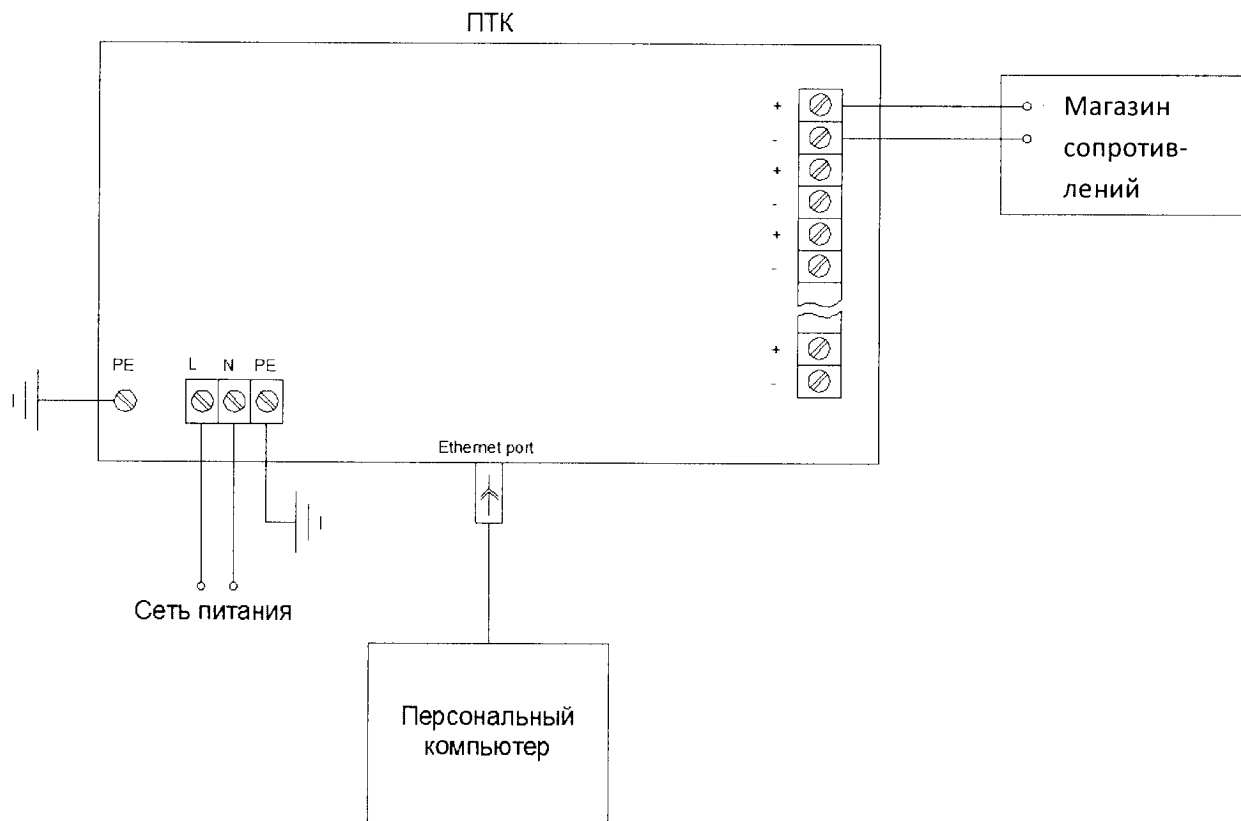 ПТК
+
-
+
-
+
-
+
-
Магазин
сопротив-
лений
PE
L N PE
Ethernet port
Сеть питания
Персональный
компьютер